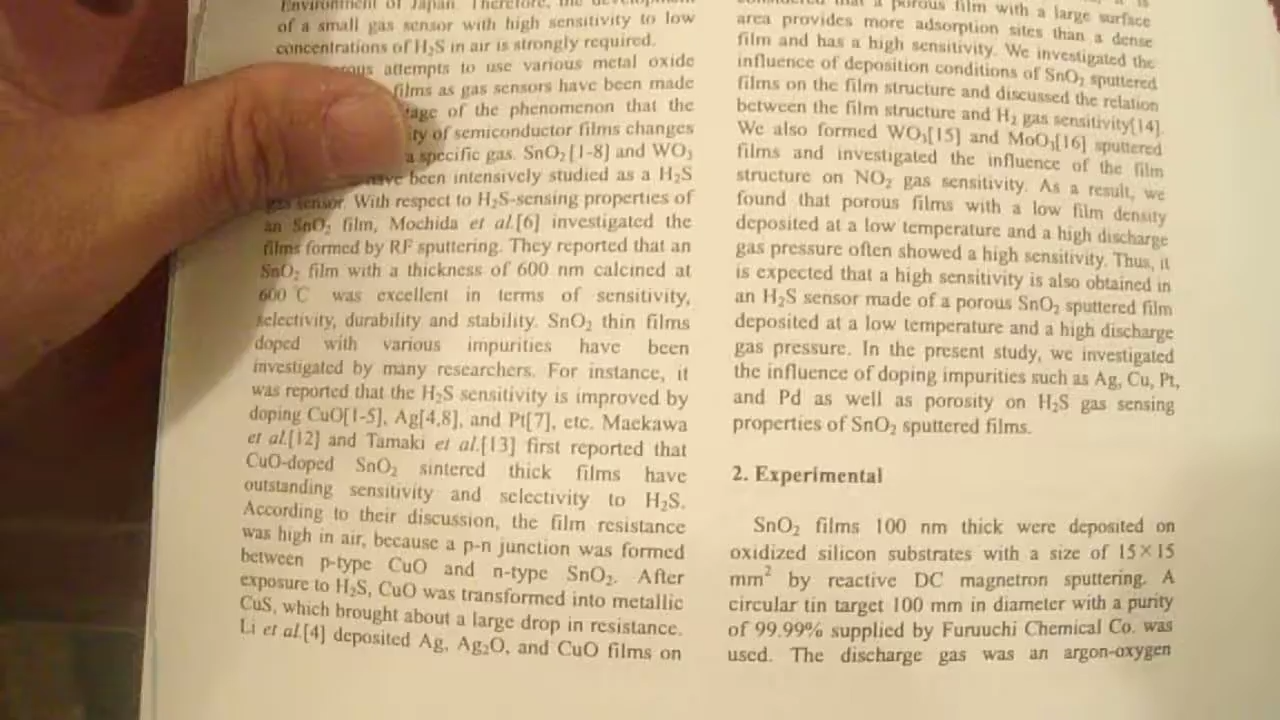 Environment of Japan. Therefore, the development
of a small gas sensor with high sensitivity to low
concentrations of H₂S in air is strongly required.
attempts to use various metal oxide
films as gas sensors have been made
of the phenomenon that the
of semiconductor films changes
a specific gas. SnO₂[1-8] and WO₃
have been intensively studied as a H₂S
gas sensor. With respect to H₂S-sensing properties of
an SnO₂ film, Mochida et al.[6] investigated the
films formed by RF sputtering. They reported that an
SnO₂ film with a thickness of 600 nm calcined at
600 ℃ was excellent in terms of sensitivity,
selectivity, durability and stability. SnO₂ thin films
doped with various impurities have been
investigated by many researchers. For instance, it
was reported that the H₂S sensitivity is improved by
doping CuO[1-5], Ag[4,8], and Pt[7], etc. Maekawa
et al.[12] and Tamaki et al.[13] first reported that
CuO-doped SnO₂ sintered thick films have
outstanding sensitivity and selectivity to H₂S.
According to their discussion, the film resistance
was high in air, because a p-n junction was formed
between p-type CuO and n-type SnO₂. After
exposure to H₂S, CuO was transformed into metallic
CuS, which brought about a large drop in resistance.
Li et al.[4] deposited Ag, Ag₂O, and CuO films on
that a porous film with a large surface
area provides more adsorption sites than a dense
film and has a high sensitivity. We investigated the
influence of deposition conditions of SnO₂ sputtered
films on the film structure and discussed the relation
between the film structure and H₂ gas sensitivity[14].
We also formed WO₃[15] and MoO₃[16] sputtered
films and investigated the influence of the film
structure on NO₂ gas sensitivity. As a result, we
found that porous films with a low film density
deposited at a low temperature and a high discharge
gas pressure often showed a high sensitivity. Thus, it
is expected that a high sensitivity is also obtained in
an H₂S sensor made of a porous SnO₂ sputtered film
deposited at a low temperature and a high discharge
gas pressure. In the present study, we investigated
the influence of doping impurities such as Ag, Cu, Pt,
and Pd as well as porosity on H₂S gas sensing
properties of SnO₂ sputtered films.
2. Experimental
SnO₂ films 100 nm thick were deposited on
oxidized silicon substrates with a size of 15×15
mm² by reactive DC magnetron sputtering. A
circular tin target 100 mm in diameter with a purity
of 99.99% supplied by Furuuchi Chemical Co. was
used. The discharge gas was an argon-oxygen